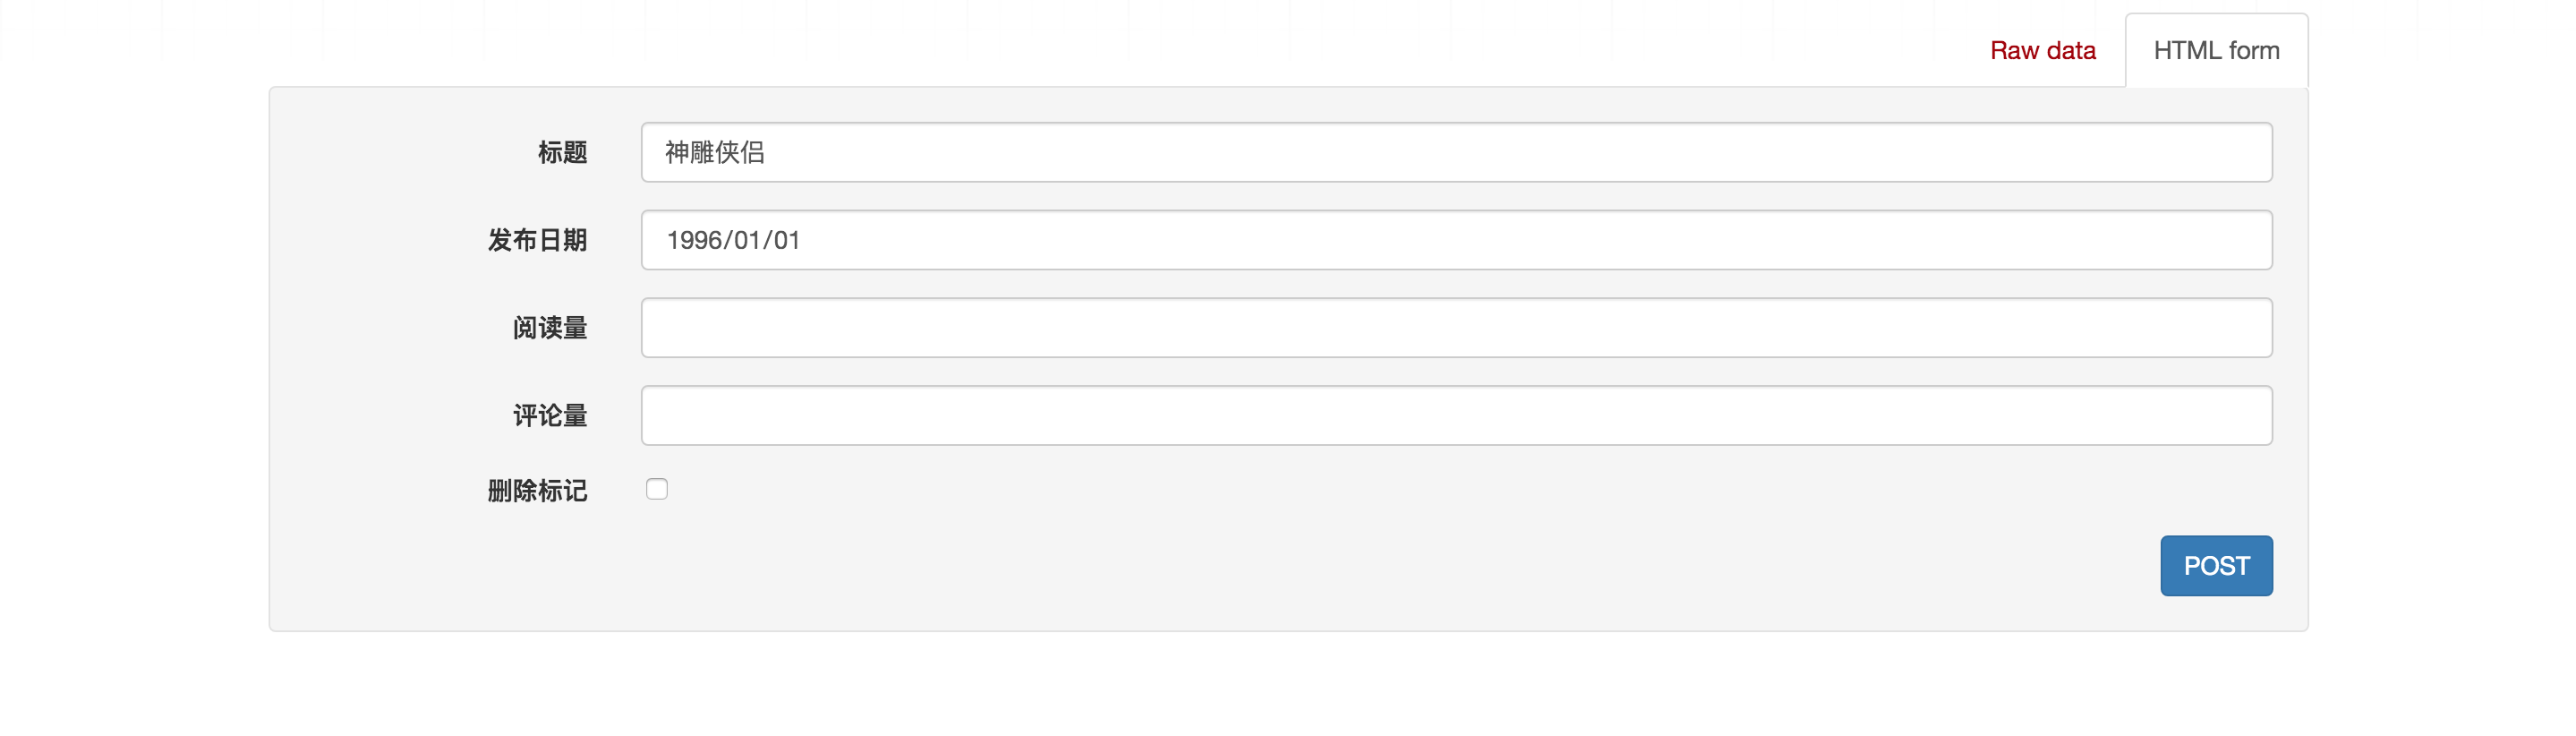 Raw data
HTML form
标题
神雕侠侣
发布日期
1996/01/01
阅读量
评论量
删除标记
POST